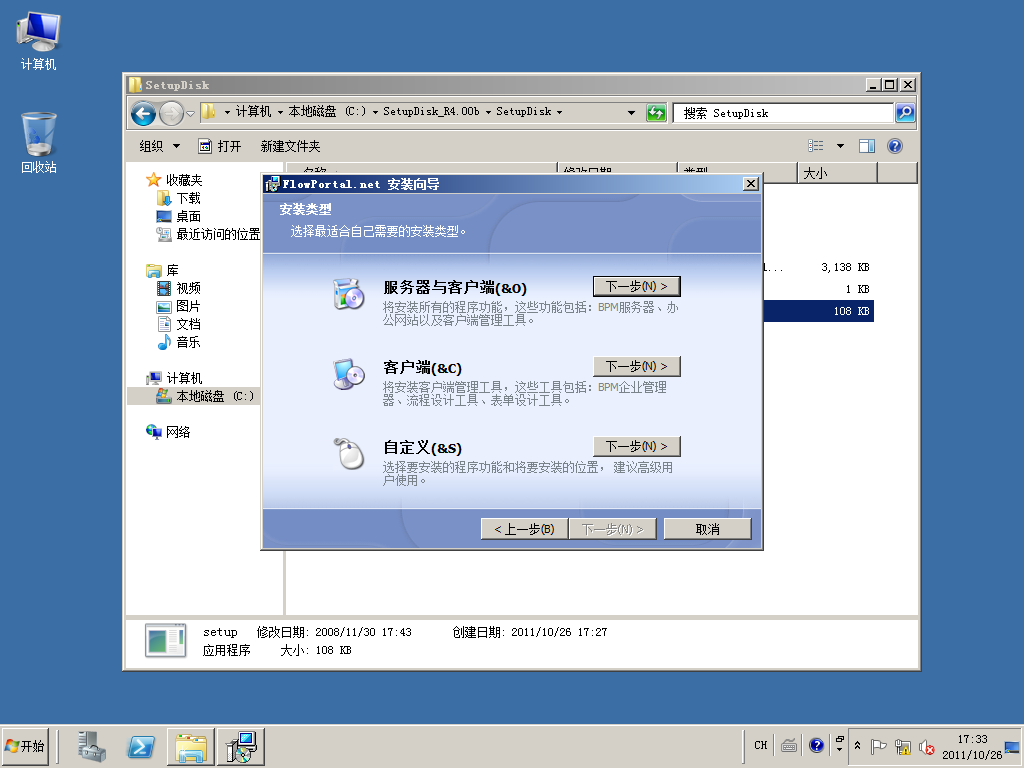 计算机
回收站
SetupDisk
计算机 本地磁盘 (C:) SetupDisk_R4.00b SetupDisk
搜索 SetupDisk
组织 打开 新建文件夹
大小
收藏夹
下载
桌面
最近访问的位置
库
视频
图片
文档
音乐
计算机
本地磁盘 (C:)
网络
3,138 KB
1 KB
108 KB
FlowPortal.net 安装向导
安装类型
选择最适合自己需要的安装类型。
服务器与客户端(&O)
下一步(N) >
将安装所有的程序功能，这些功能包括：BPM服务器、办
公网站以及客户端管理工具。
客户端(&C)
下一步(N) >
将安装客户端管理工具，这些工具包括：BPM企业管理
器、流程设计工具、表单设计工具。
自定义(&S)
下一步(N) >
选择要安装的程序功能和将要安装的位置，建议高级用
户使用。
< 上一步(B) 下一步(N) > 取消
setup 修改日期: 2008/11/30 17:43 创建日期: 2011/10/26 17:27
应用程序 大小: 108 KB
开始
CH
17:33
2011/10/26